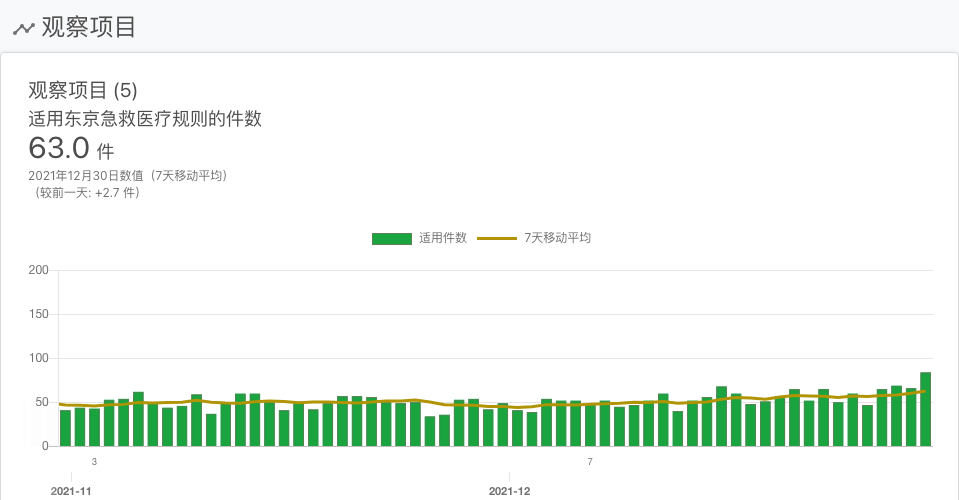 观察项目
观察项目 (5)
适用东京急救医疗规则的件数
63.0 件
2021年12月30日数值（7天移动平均）
（较前一天: +2.7 件）
适用件数 7天移动平均
200
150
100
50
0
3 7
2021-11 2021-12